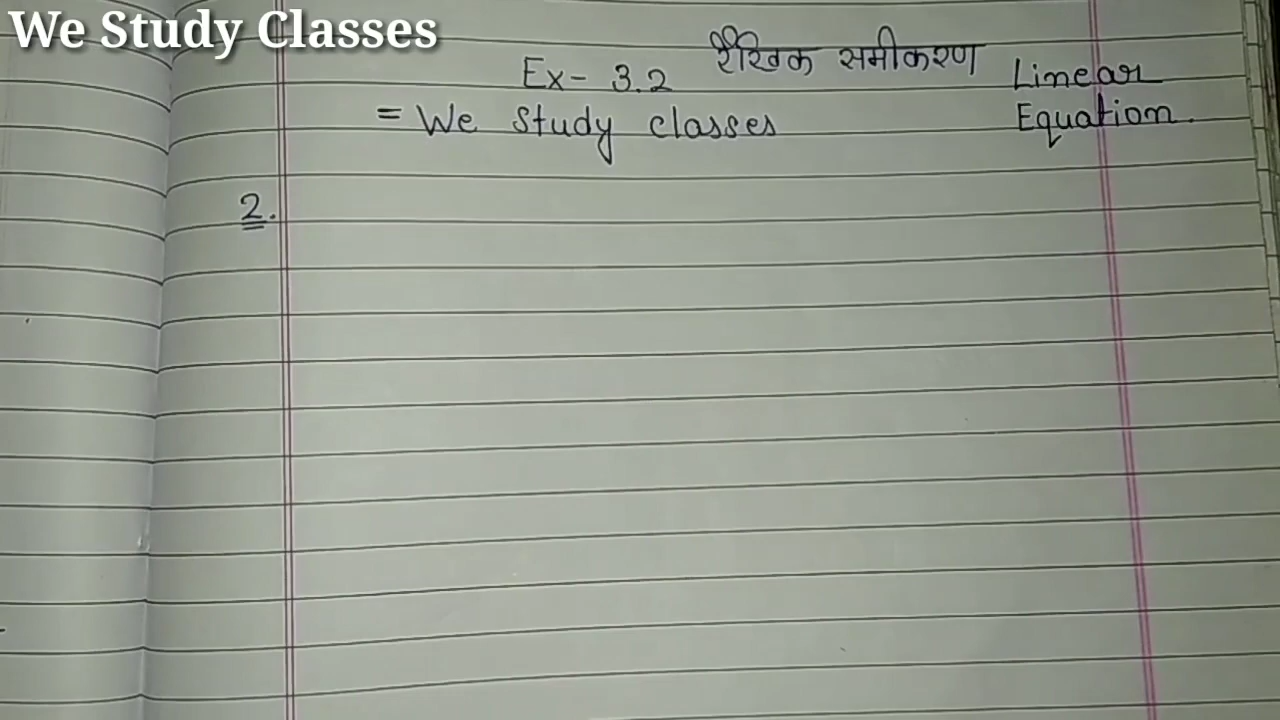 We Study Classes
Ex- 3.2 रैखिक समीकरण Linear
= We Study classes Equation.
2.